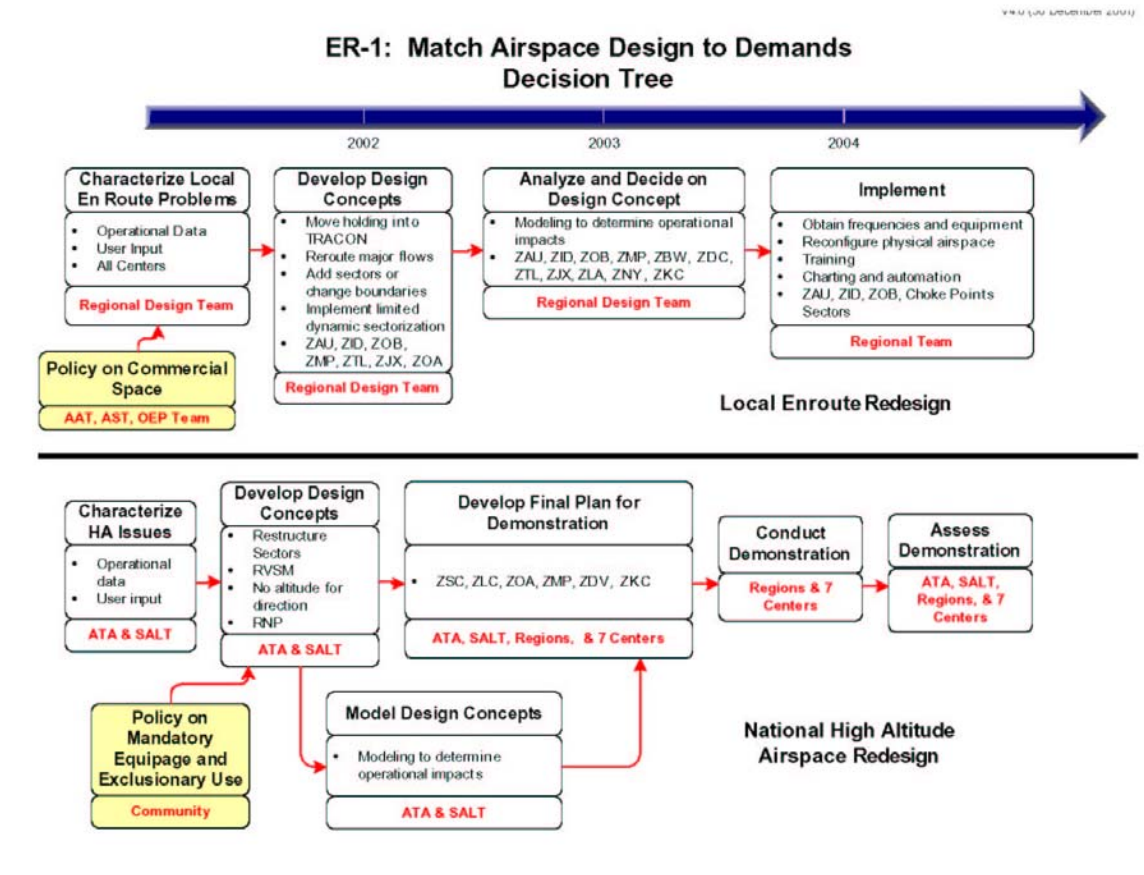 V4.0 (30 December 2001)
ER-1: Match Airspace Design to Demands
Decision Tree
2002
2003
2004
Characterize Local
En Route Problems
• Operational Data
• User Input
• All Centers
Regional Design Team
Policy on Commercial
Space
AAT, AST, OEP Team
Develop Design
Concepts
• Move holding into
TRACON
• Reroute major flows
• Add sectors or
change boundaries
• Implement limited
dynamic sectorization
• ZAU, ZID, ZOB,
ZMP, ZTL, ZJX, ZOA
Regional Design Team
Analyze and Decide on
Design Concept
• Modeling to determine operational
impacts
• ZAU, ZID, ZOB, ZMP, ZBW, ZDC,
ZTL, ZJX, ZLA, ZNY, ZKC
Regional Design Team
Implement
• Obtain frequencies and equipment
• Reconfigure physical airspace
• Training
• Charting and automation
• ZAU, ZID, ZOB, Choke Points
Sectors
Regional Team
Local Enroute Redesign
Characterize
HA Issues
• Operational
data
• User input
ATA & SALT
Policy on
Mandatory
Equipage and
Exclusionary Use
Community
Develop Design
Concepts
• Restructure
Sectors
• RVSM
• No altitude for
direction
• RNP
ATA & SALT
Model Design Concepts
• Modeling to determine
operational impacts
ATA & SALT
Develop Final Plan for
Demonstration
• ZSC, ZLC, ZOA, ZMP, ZDV, ZKC
ATA, SALT, Regions, & 7 Centers
Conduct
Demonstration
Regions & 7
Centers
Assess
Demonstration
ATA, SALT,
Regions, & 7
Centers
National High Altitude
Airspace Redesign